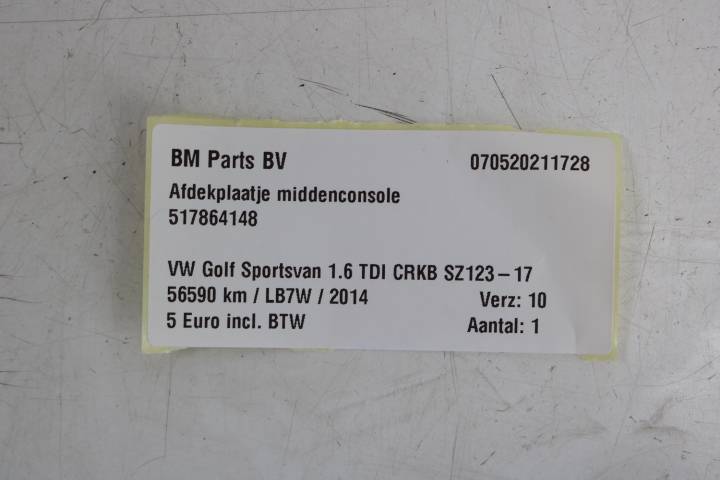 BM Parts BV 070520211728
Afdekplaatje middenconsole
517864148
VW Golf Sportsvan 1.6 TDI CRKB SZ123-17
56590 km / LB7W / 2014 Verz: 10
5 Euro incl. BTW Aantal: 1